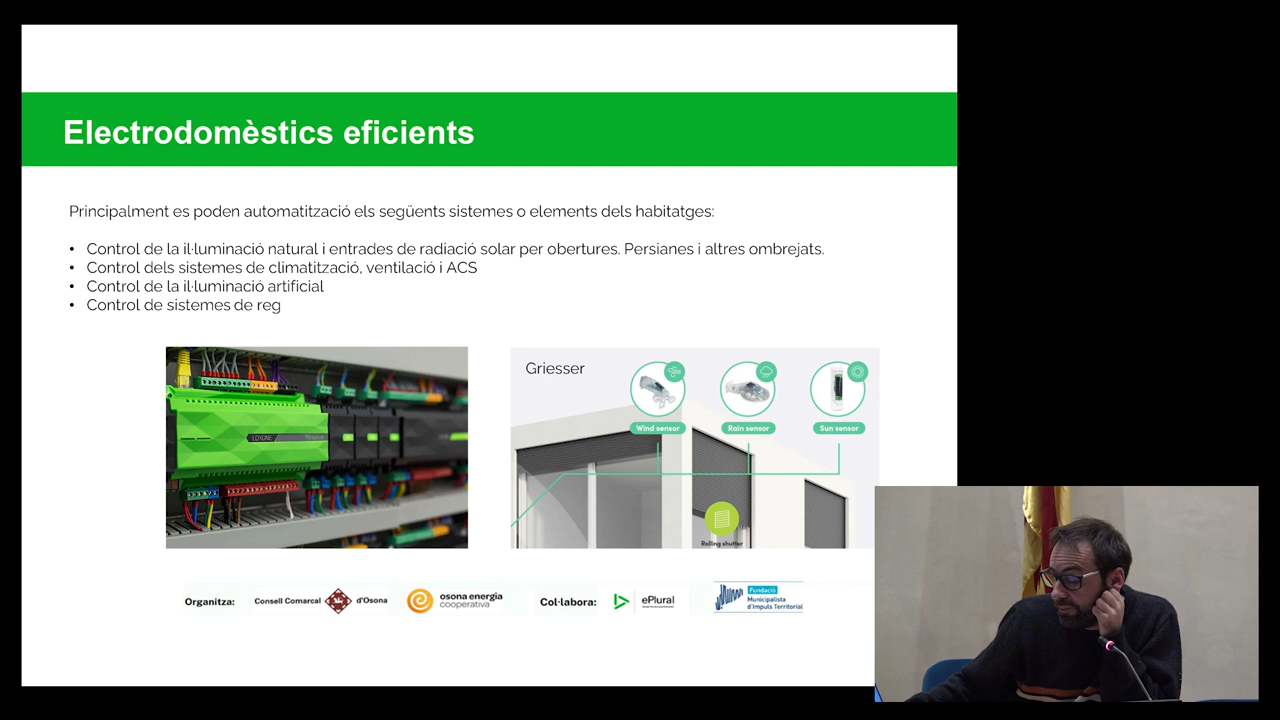 Electrodomèstics eficients
Principalment es poden automatització els següents sistemes o elements dels habitatges:
• Control de la il·luminació natural i entrades de radiació solar per obertures. Persianes i altres ombrejats.
• Control dels sistemes de climatització, ventilació i ACS
• Control de la il·luminació artificial
• Control de sistemes de reg
LOXONE
Griesser
Wind sensor
Rain sensor
Sun sensor
Rolling shutter
Organitza:
Consell Comarcal d'Osona
osona energia
cooperativa
Col·labora:
ePlural
Fundació
Municipalista
d'Impuls Territorial